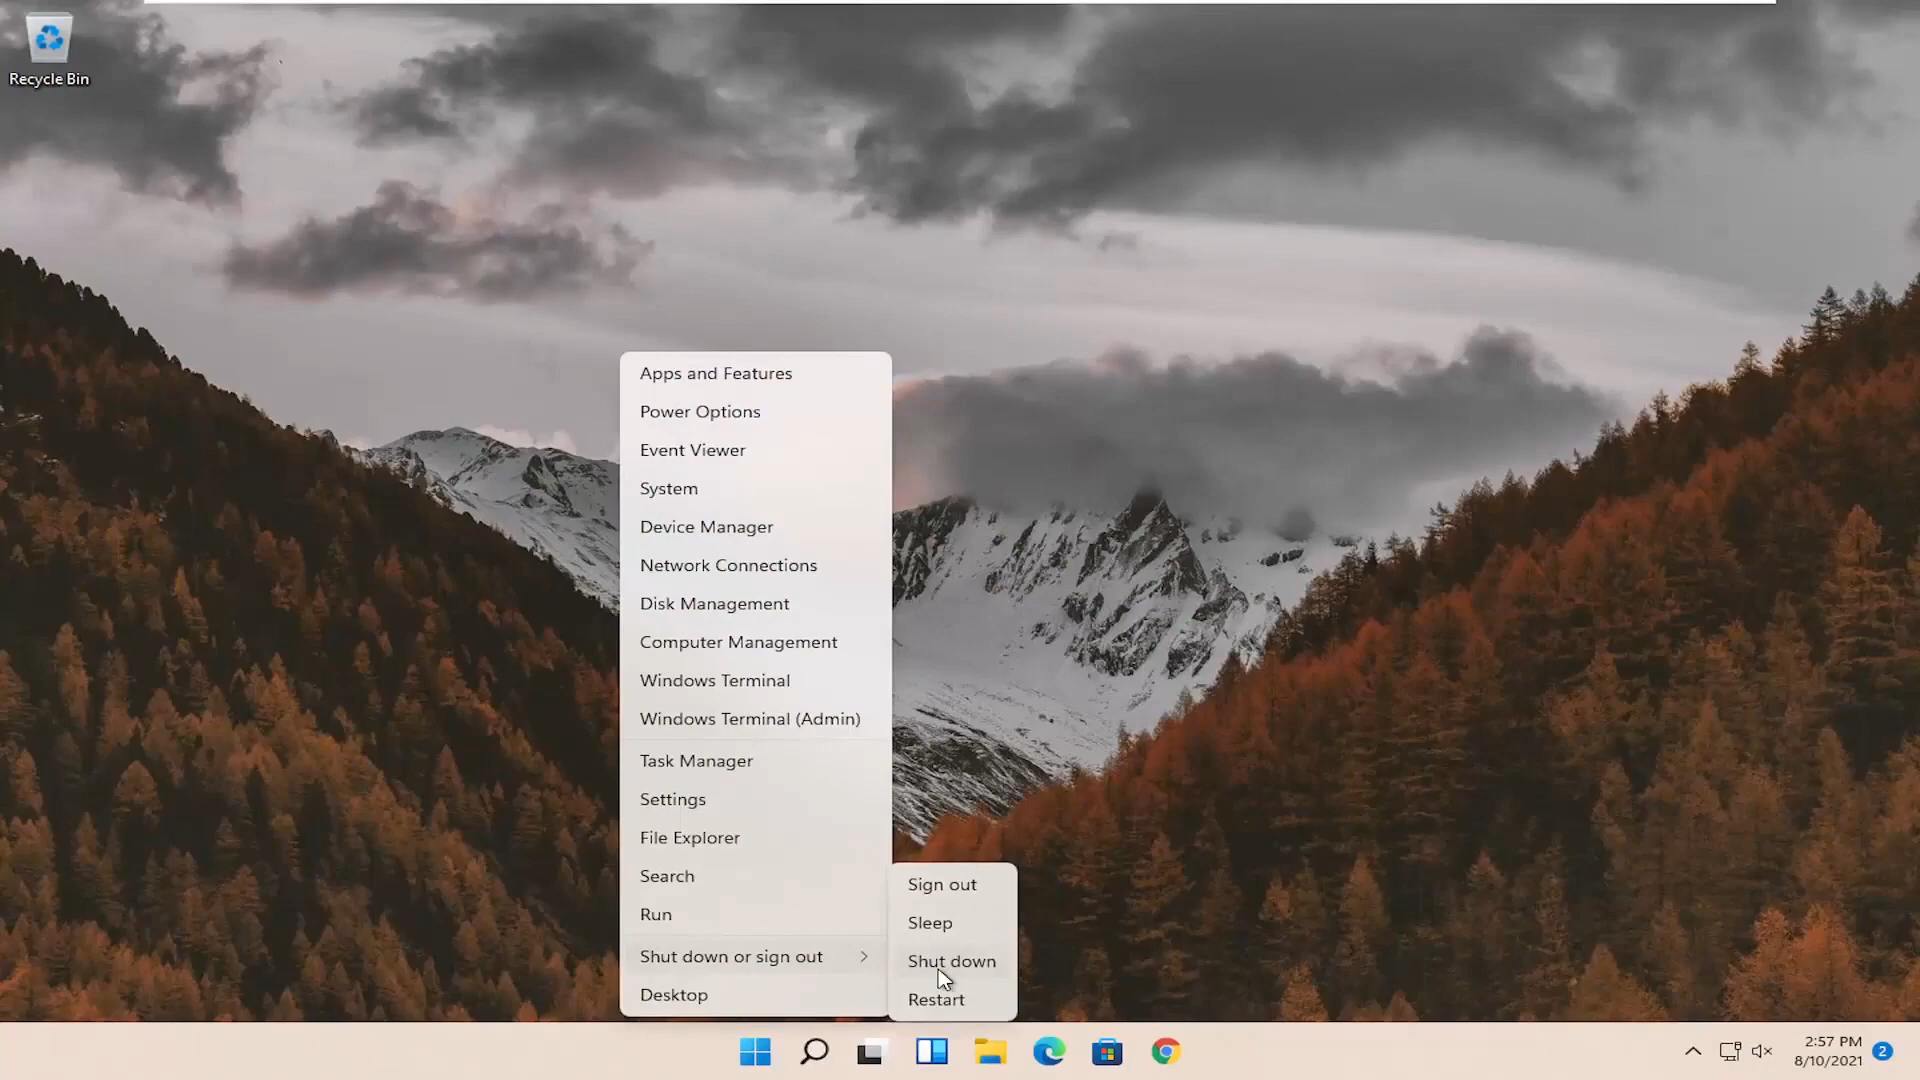 Recycle Bin
Apps and Features
Power Options
Event Viewer
System
Device Manager
Network Connections
Disk Management
Computer Management
Windows Terminal
Windows Terminal (Admin)
Task Manager
Settings
File Explorer
Search
Run
Shut down or sign out
Desktop
Sign out
Sleep
Shut down
Restart
2:57 PM
8/10/2021
2